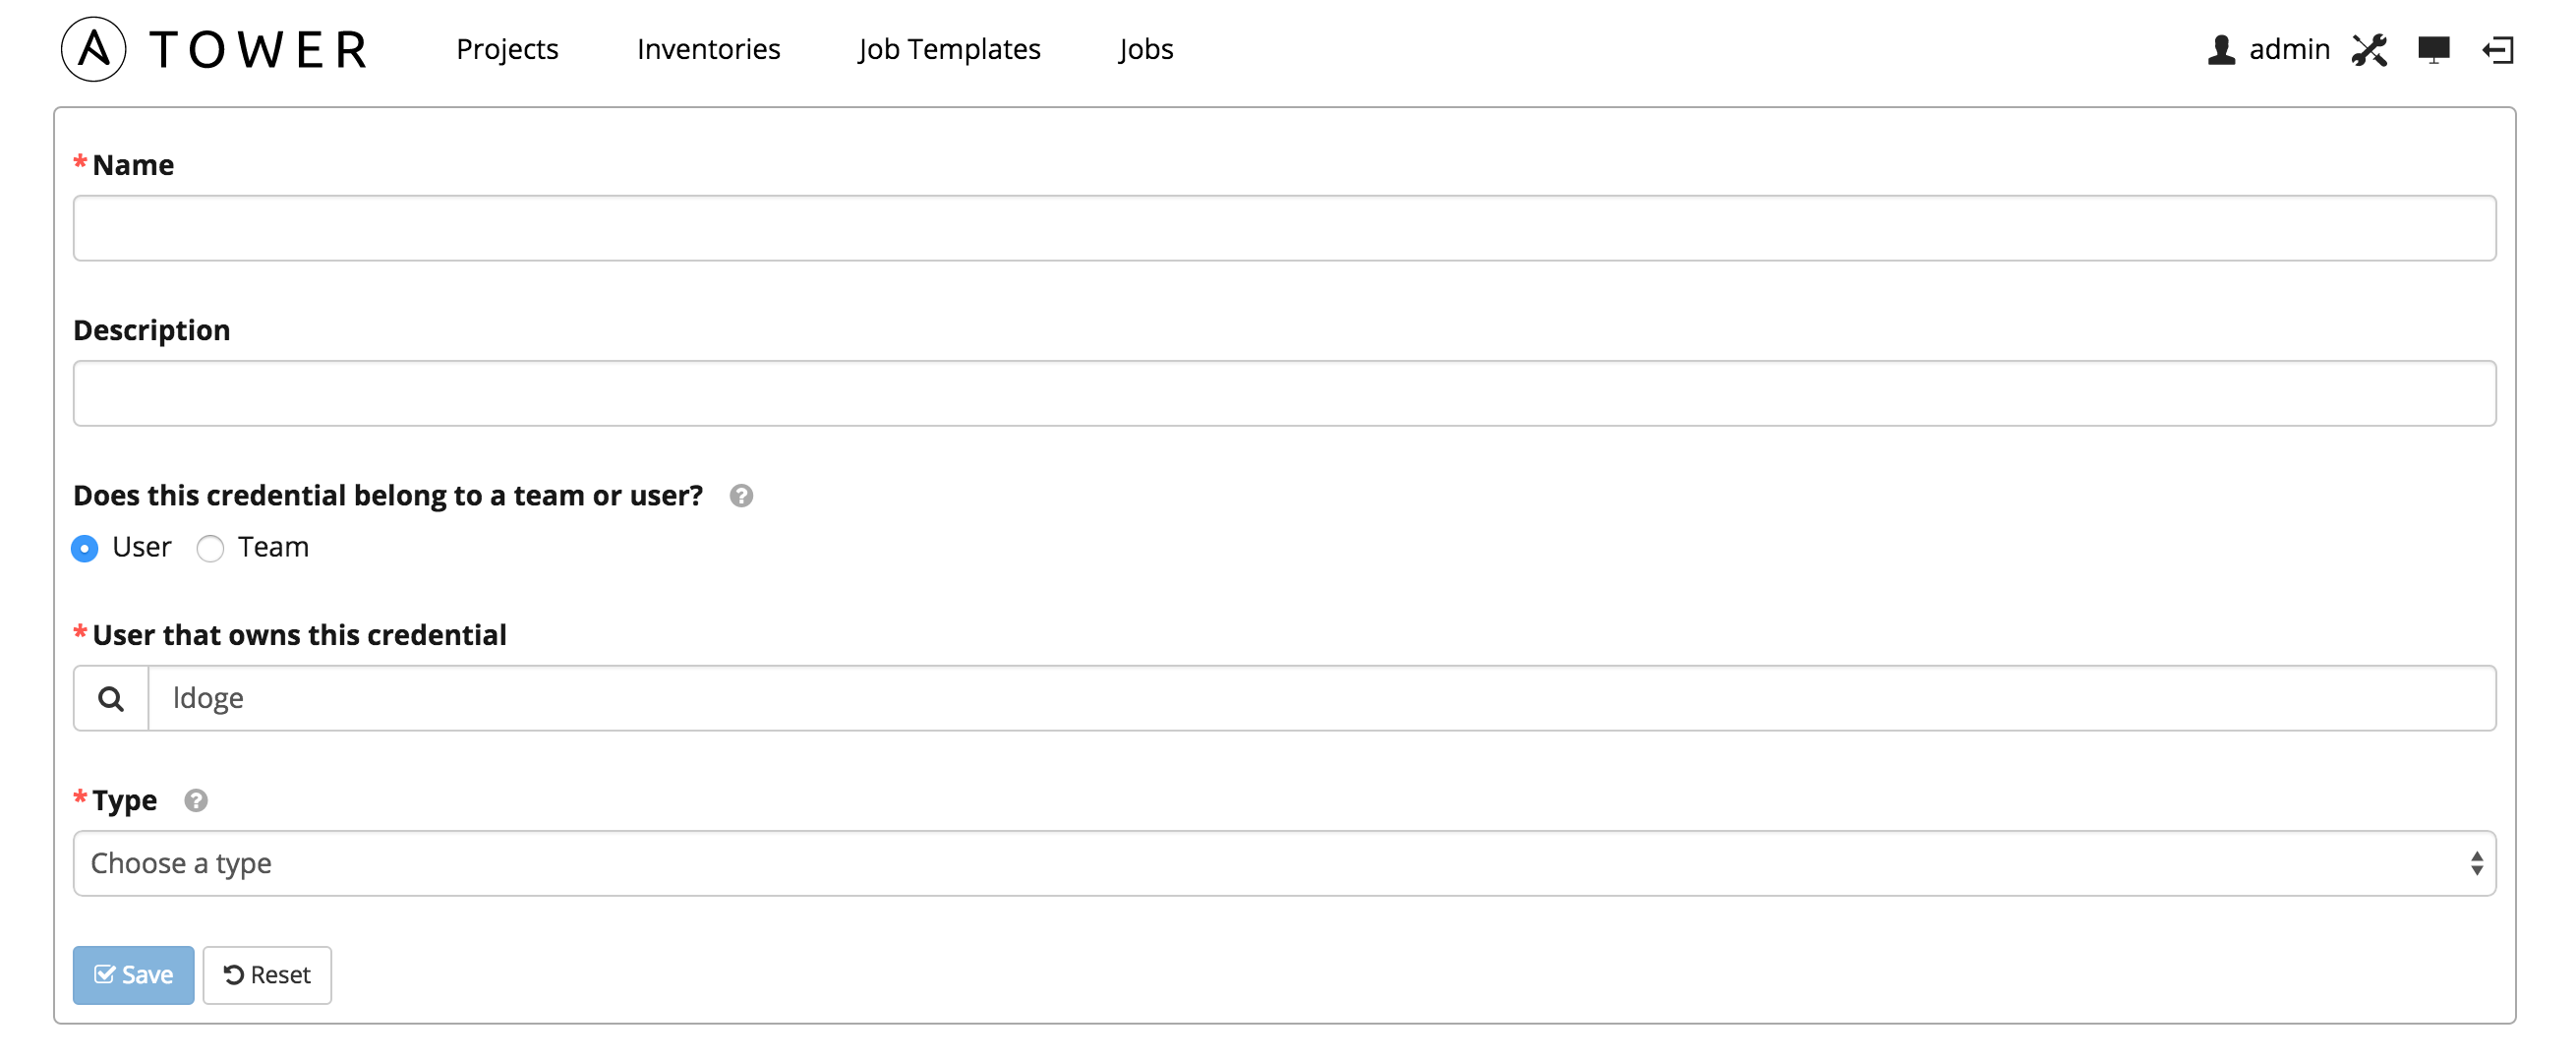 A TOWER Projects Inventories Job Templates Jobs admin
* Name
Description
Does this credential belong to a team or user? ?
User Team
* User that owns this credential
ldoge
* Type ?
Choose a type
Save Reset